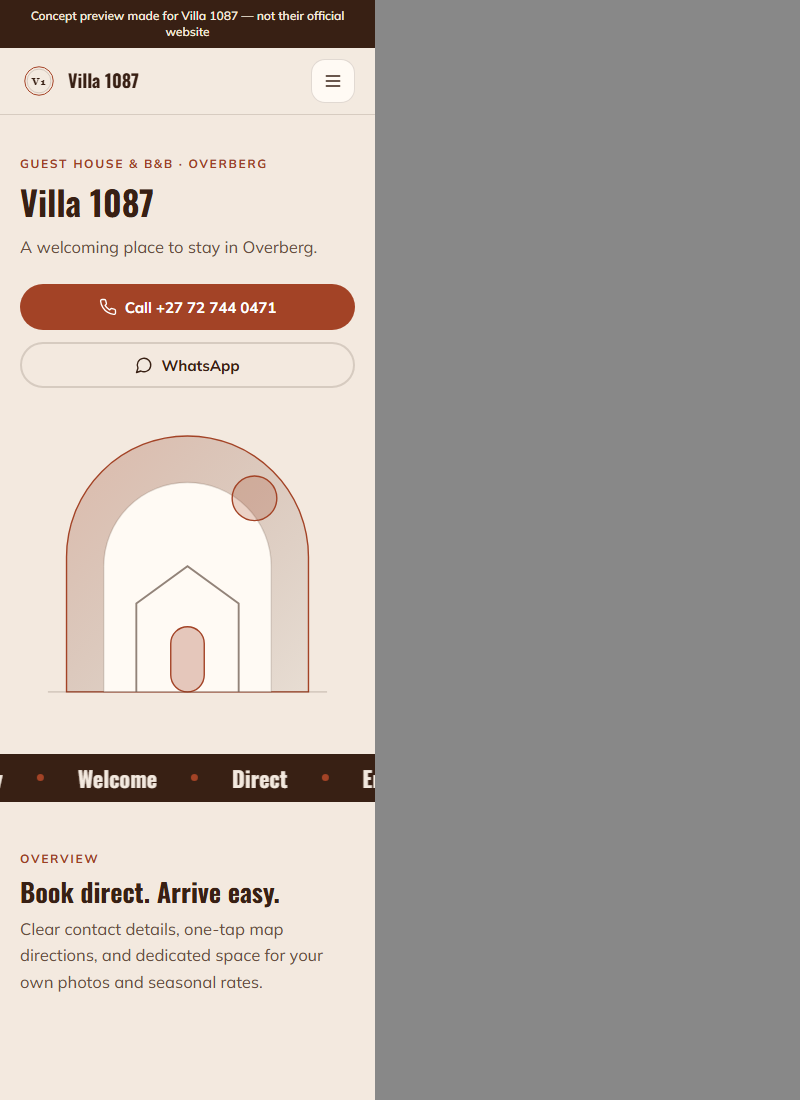 Concept preview made for Villa 1087 — not their official
website
V1
Villa 1087
GUEST HOUSE & B&B · OVERBERG
Villa 1087
A welcoming place to stay in Overberg.
Call +27 72 744 0471
WhatsApp
Welcome • Direct
OVERVIEW
Book direct. Arrive easy.
Clear contact details, one-tap map
directions, and dedicated space for your
own photos and seasonal rates.